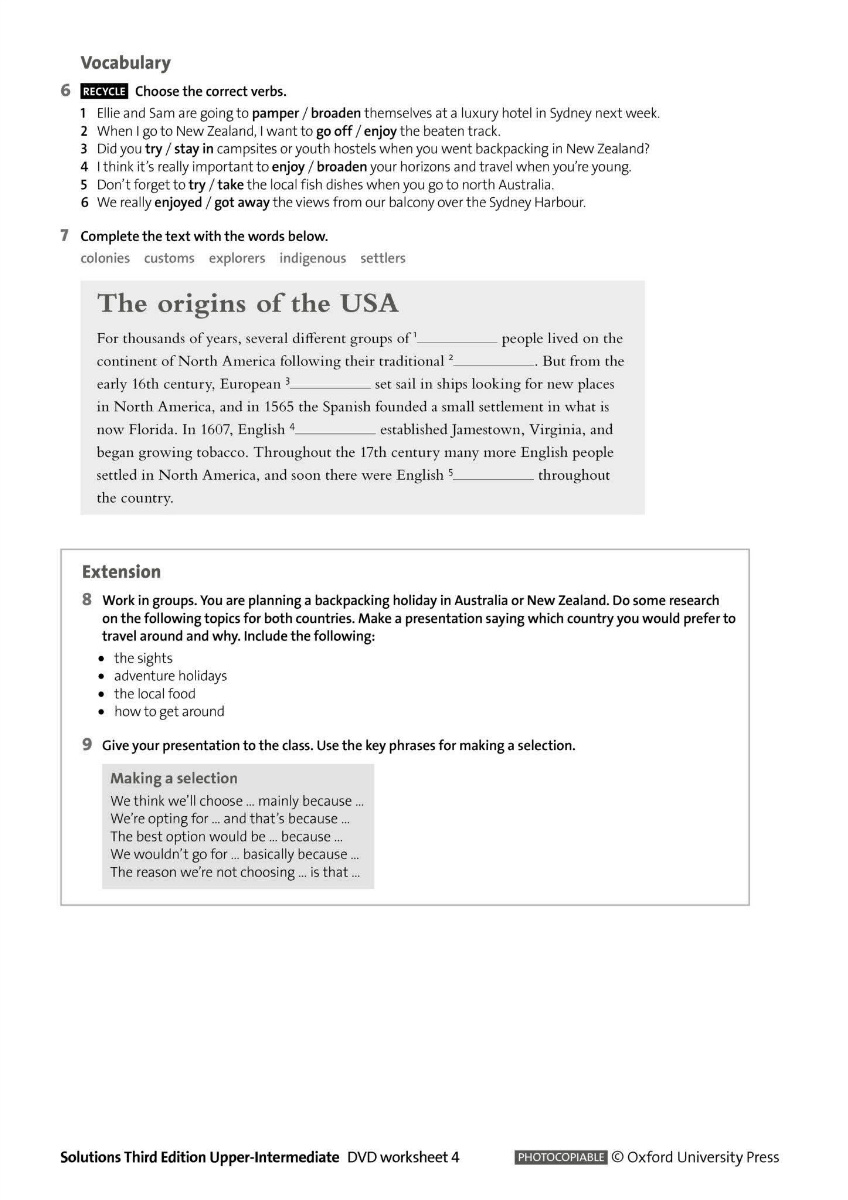 Vocabulary
6 RECYCLE Choose the correct verbs.
1 Ellie and Sam are going to pamper / broaden themselves at a luxury hotel in Sydney next week.
2 When I go to New Zealand, I want to go off / enjoy the beaten track.
3 Did you try / stay in campsites or youth hostels when you went backpacking in New Zealand?
4 I think it's really important to enjoy / broaden your horizons and travel when you're young.
5 Don't forget to try / take the local fish dishes when you go to north Australia.
6 We really enjoyed / got away the views from our balcony over the Sydney Harbour.
7 Complete the text with the words below.
colonies customs explorers indigenous settlers
The origins of the USA
For thousands of years, several different groups of ¹__________ people lived on the
continent of North America following their traditional ²__________. But from the
early 16th century, European ³__________ set sail in ships looking for new places
in North America, and in 1565 the Spanish founded a small settlement in what is
now Florida. In 1607, English ⁴__________ established Jamestown, Virginia, and
began growing tobacco. Throughout the 17th century many more English people
settled in North America, and soon there were English ⁵__________ throughout
the country.
Extension
8 Work in groups. You are planning a backpacking holiday in Australia or New Zealand. Do some research
on the following topics for both countries. Make a presentation saying which country you would prefer to
travel around and why. Include the following:
• the sights
• adventure holidays
• the local food
• how to get around
9 Give your presentation to the class. Use the key phrases for making a selection.
Making a selection
We think we'll choose ... mainly because ...
We're opting for ... and that's because ...
The best option would be ... because ...
We wouldn't go for ... basically because ...
The reason we're not choosing ... is that ...
Solutions Third Edition Upper-Intermediate DVD worksheet 4 PHOTOCOPIABLE © Oxford University Press